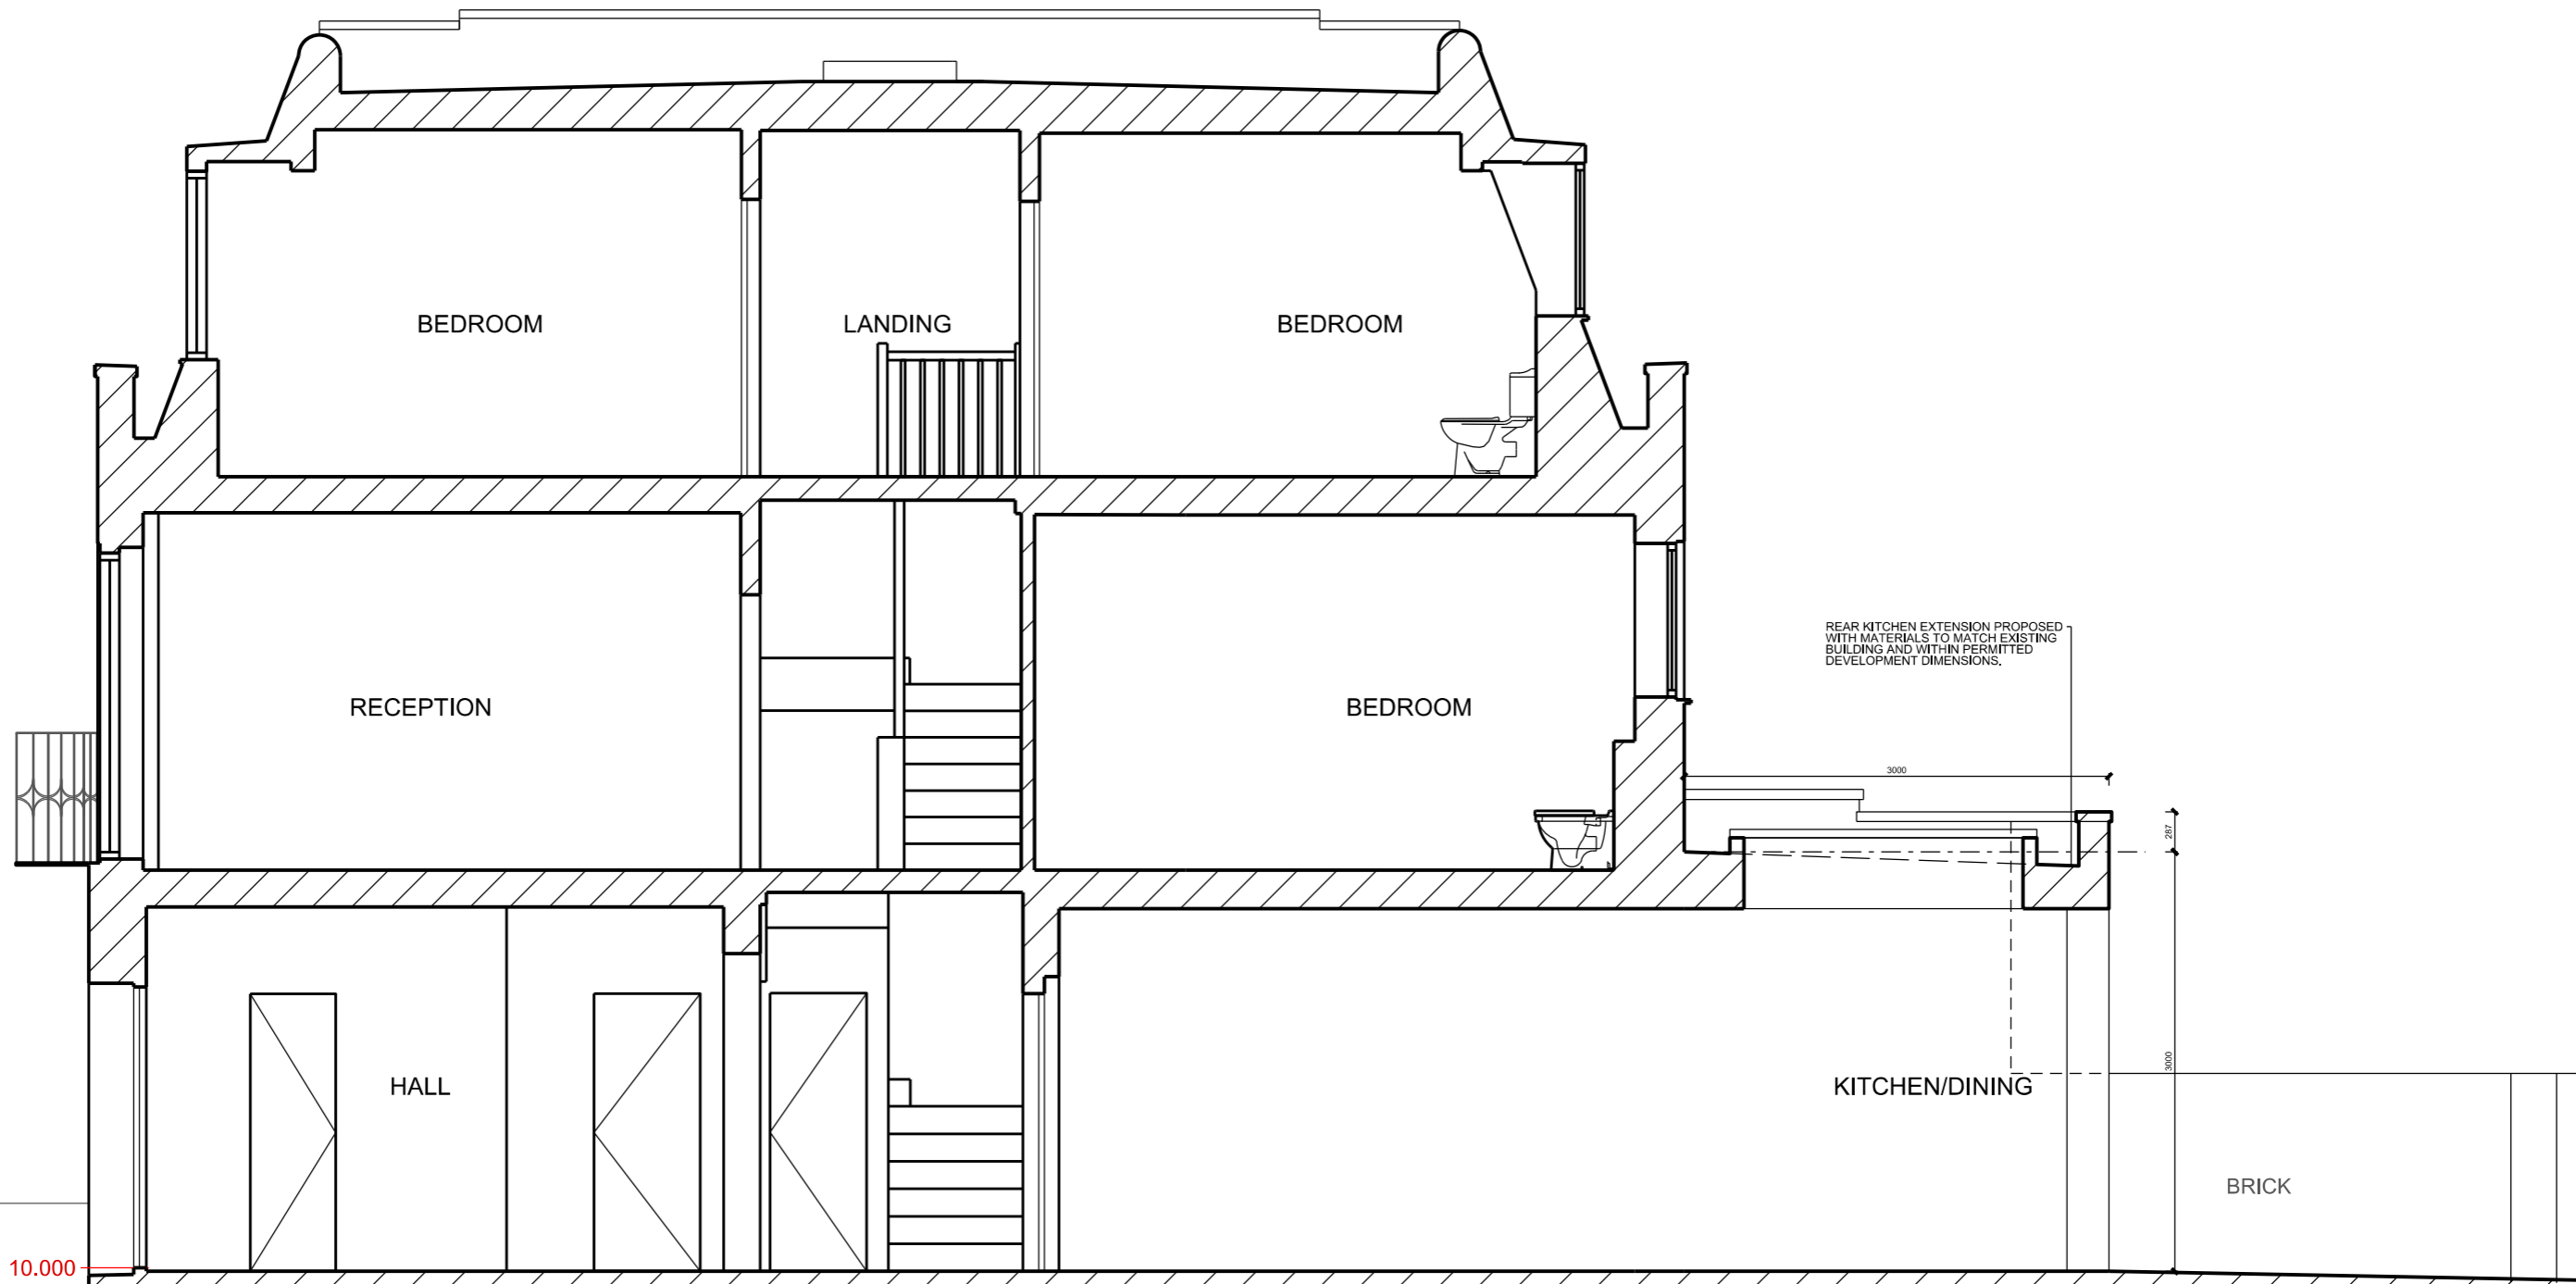 BEDROOM
LANDING
BEDROOM
RECEPTION
BEDROOM
REAR KITCHEN EXTENSION PROPOSED
WITH MATERIALS TO MATCH EXISTING
BUILDING AND WITHIN PERMITTED
DEVELOPMENT DIMENSIONS.
3000
287
3000
HALL
KITCHEN/DINING
BRICK
10.000